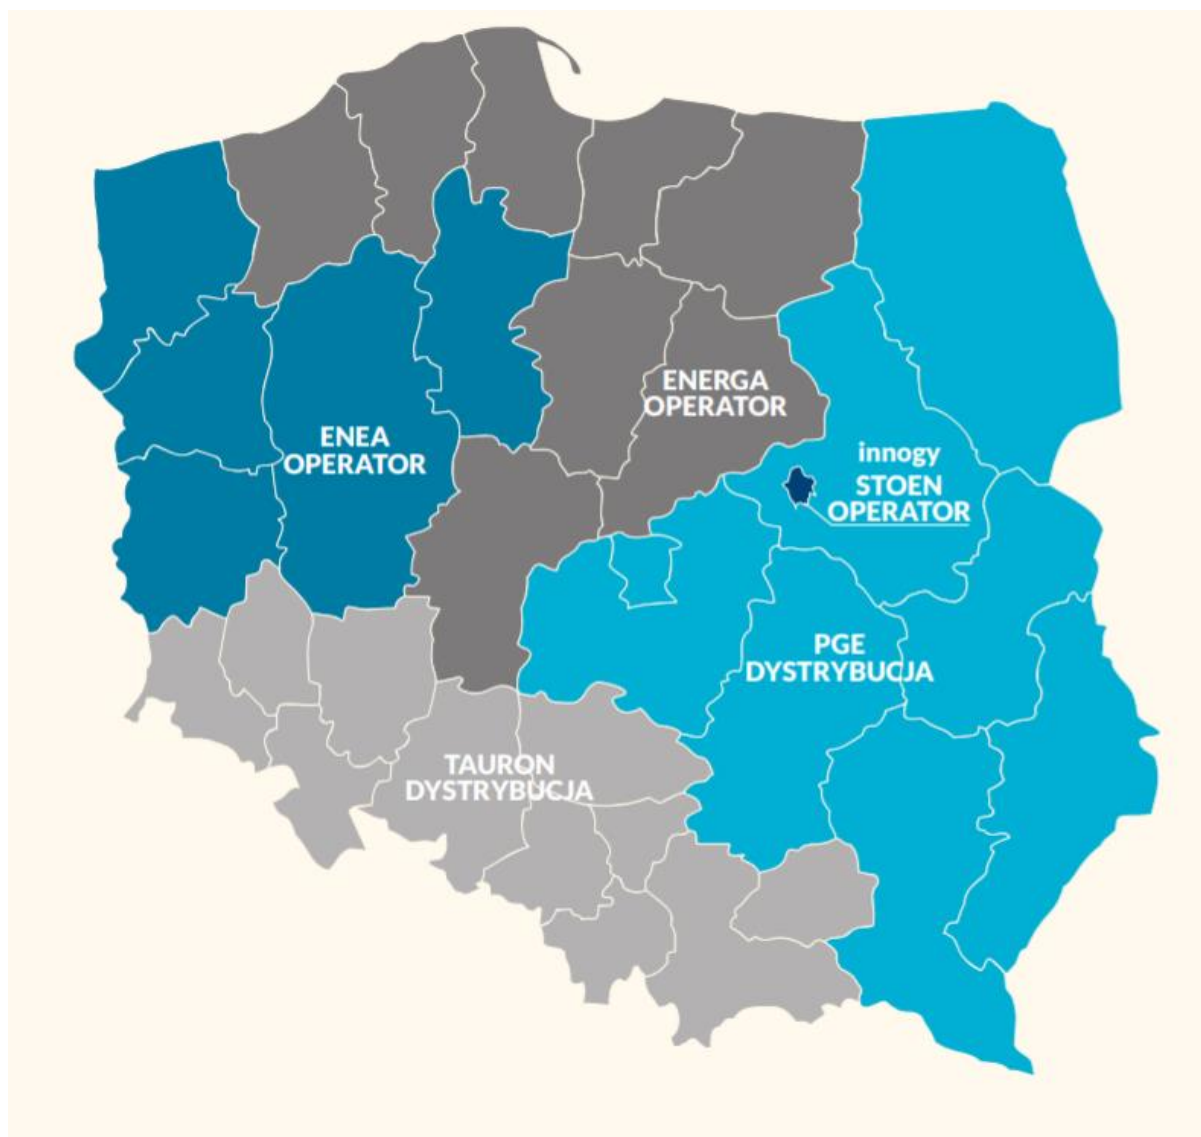 ENERGA
OPERATOR
ENEA
OPERATOR
innogy
STOEN
OPERATOR
PGE
DYSTRYBUCJA
TAURON
DYSTRYBUCJA